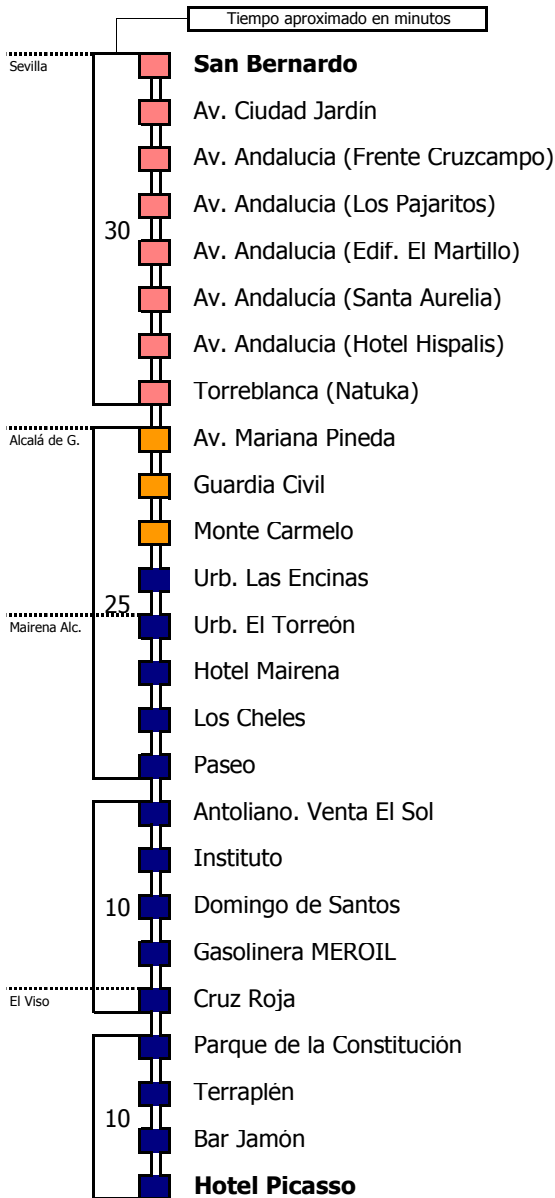 Tiempo aproximado en minutos
Sevilla
San Bernardo
Av. Ciudad Jardín
Av. Andalucia (Frente Cruzcampo)
Av. Andalucia (Los Pajaritos)
30
Av. Andalucia (Edif. El Martillo)
Av. Andalucía (Santa Aurelia)
Av. Andalucia (Hotel Hispalis)
Torreblanca (Natuka)
Alcalá de G.
Av. Mariana Pineda
Guardia Civil
Monte Carmelo
Urb. Las Encinas
25
Mairena Alc.
Urb. El Torreón
Hotel Mairena
Los Cheles
Paseo
Antoliano. Venta El Sol
Instituto
10
Domingo de Santos
Gasolinera MEROIL
El Viso
Cruz Roja
Parque de la Constitución
Terraplén
10
Bar Jamón
Hotel Picasso